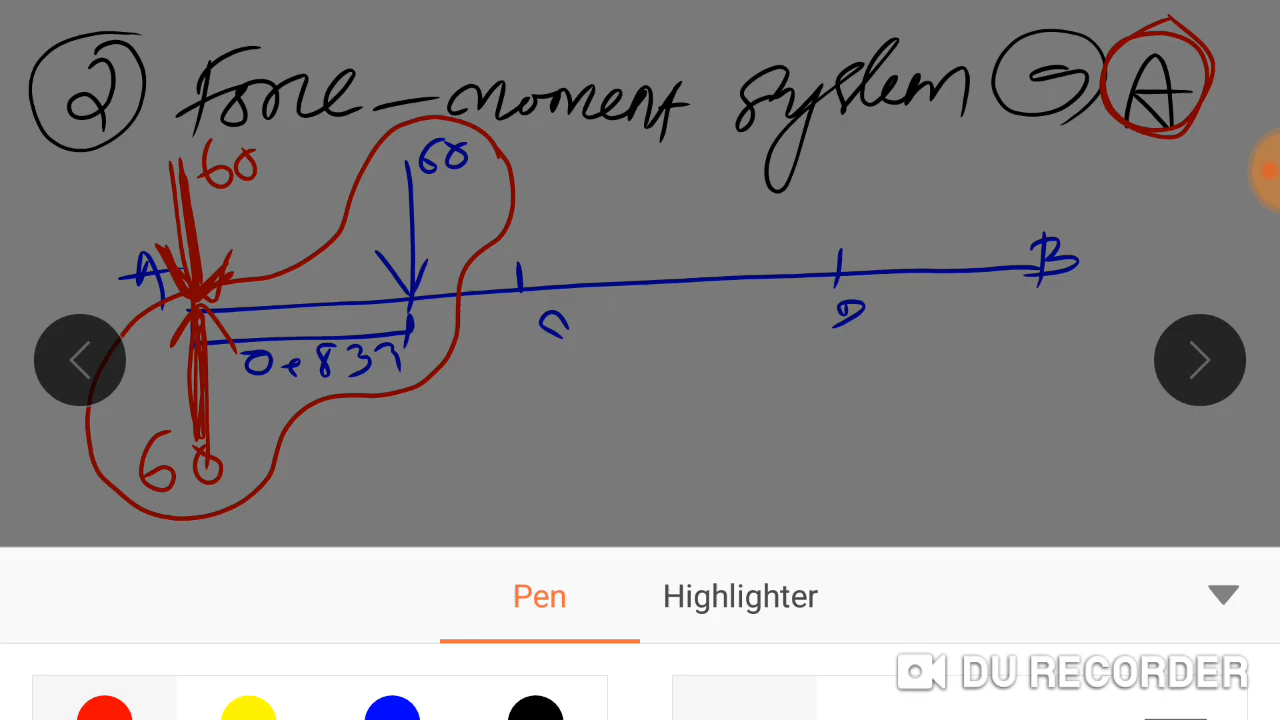 2 Force-moment system @ A
60 60
A B
C D
0.833
60
Pen Highlighter
DU RECORDER